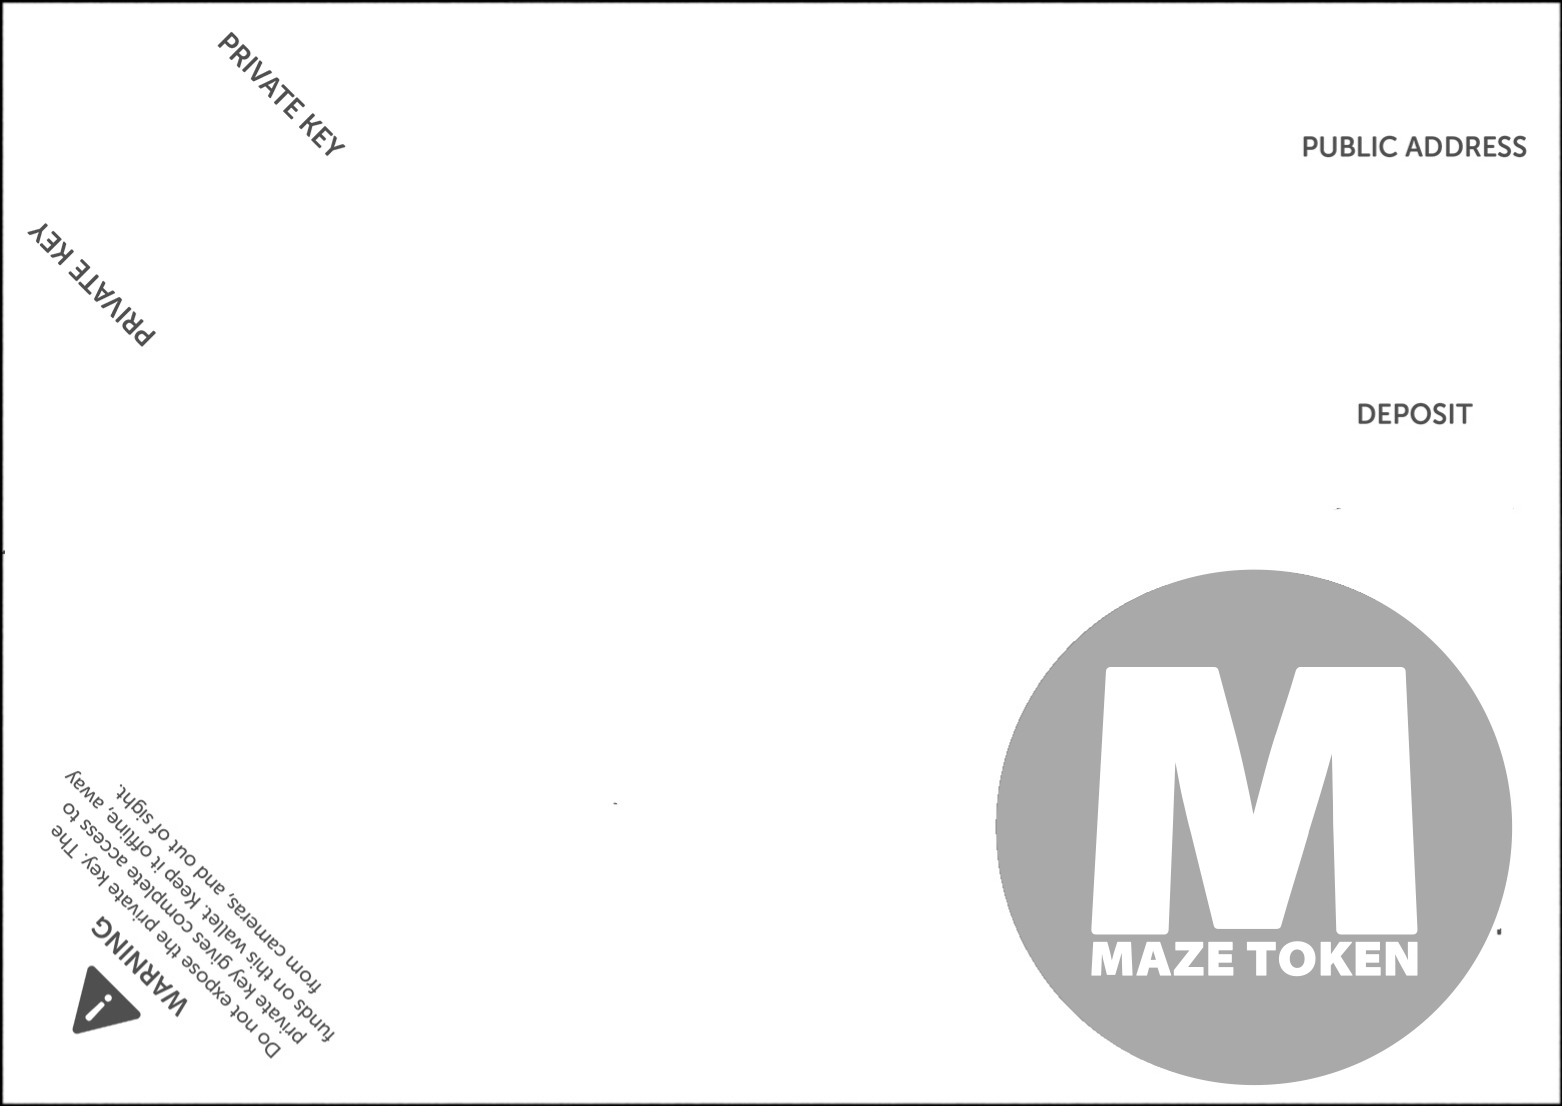 PRIVATE KEY
PUBLIC ADDRESS
PRIVATE KEY
DEPOSIT
WARNING
Do not expose the private key. The
private key gives complete access to
funds on this wallet. Keep it offline, away
from cameras, and out of sight.
M
MAZE TOKEN